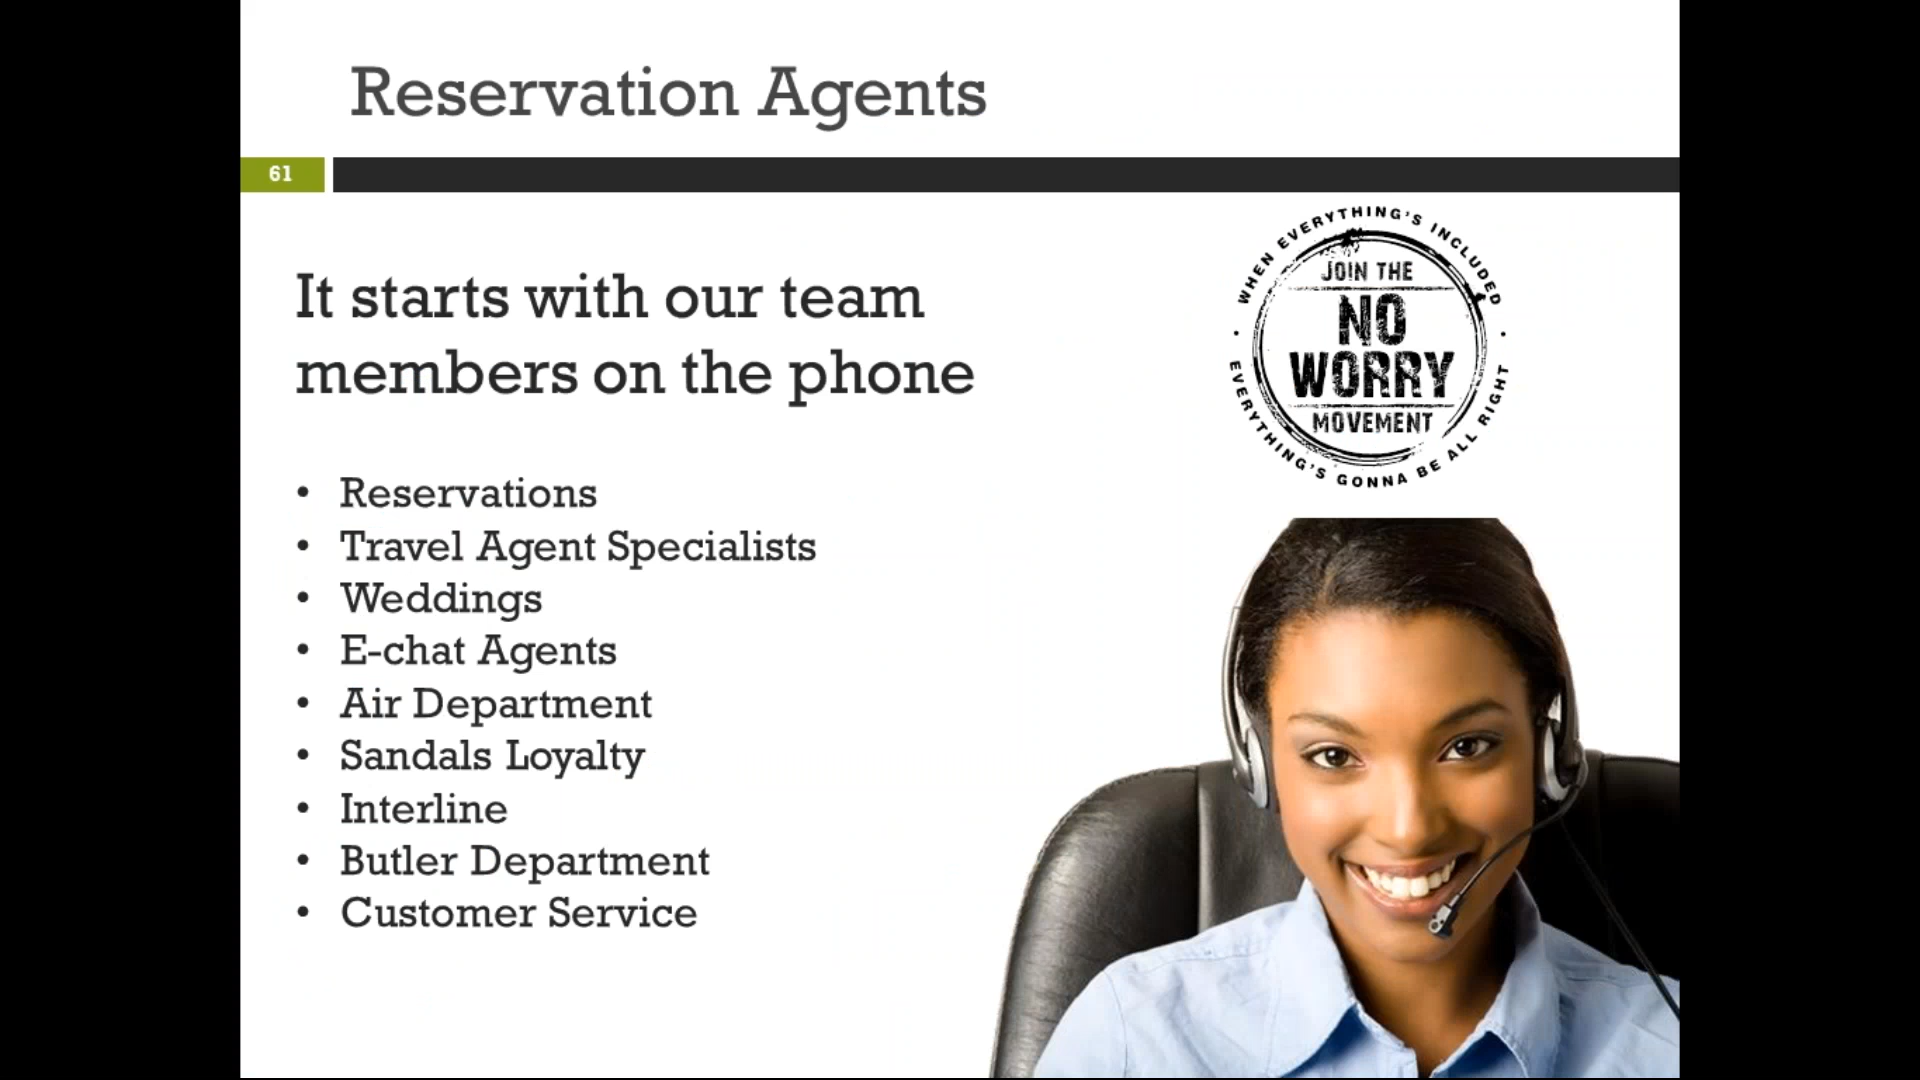 Reservation Agents
61
It starts with our team
members on the phone
• Reservations
• Travel Agent Specialists
• Weddings
• E-chat Agents
• Air Department
• Sandals Loyalty
• Interline
• Butler Department
• Customer Service
WHEN EVERYTHING'S INCLUDED
JOIN THE
NO
WORRY
MOVEMENT
EVERYTHING'S GONNA BE ALL RIGHT